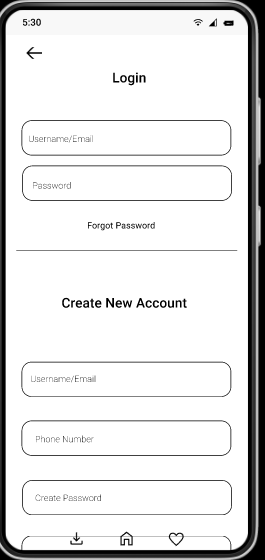 5:30
Login
Username/Email
Password
Forgot Password
Create New Account
Username/Email
Phone Number
Create Password